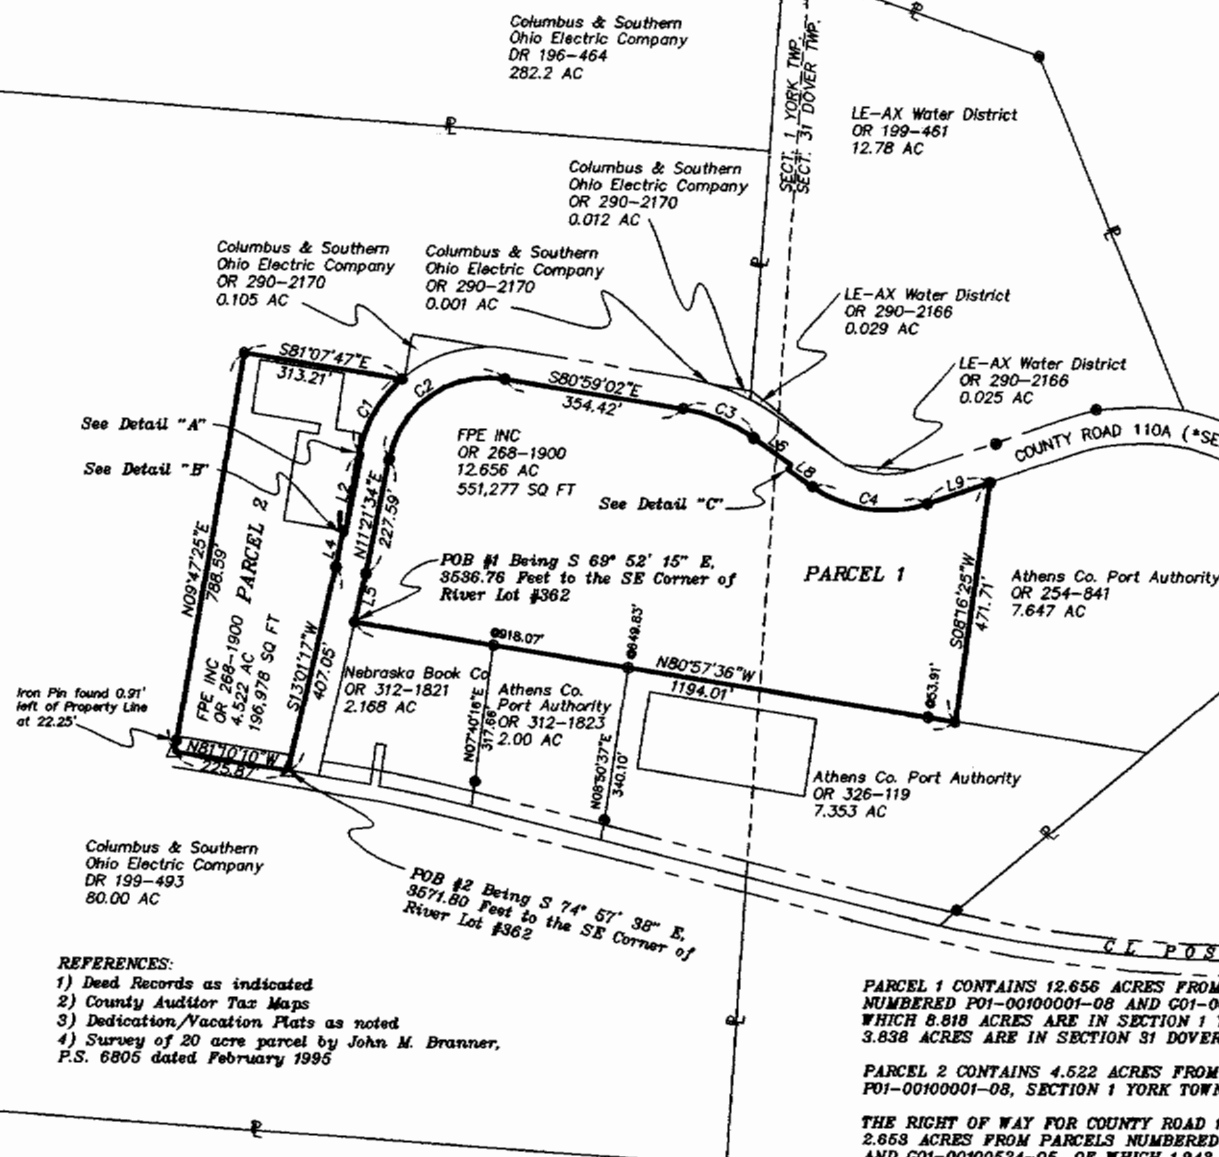 Columbus & Southern
Ohio Electric Company
DR 196-464
282.2 AC
SECT. 1 YORK TWP.
SECT. 31 DOVER TWP.
LE-AX Water District
OR 199-461
12.78 AC
Columbus & Southern
Ohio Electric Company
OR 290-2170
0.012 AC
Columbus & Southern
Ohio Electric Company
OR 290-2170
0.105 AC
Columbus & Southern
Ohio Electric Company
OR 290-2170
0.001 AC
LE-AX Water District
OR 290-2166
0.029 AC
LE-AX Water District
OR 290-2166
0.025 AC
S81°07'47"E
313.21'
C1
C2
S80°59'02"E
354.42'
C3
L6
L8
C4
L9
COUNTY ROAD 110A (*SE
See Detail "A"
See Detail "B"
See Detail "C"
FPE INC
OR 268-1900
12.656 AC
551,277 SQ FT
L2
L4
N11°21'34"E
227.59'
L5
N09°47'25"E
788.59'
PARCEL 2
FPE INC
OR 268-1900
4.522 AC
196,978 SQ FT
S13°01'17"W
407.05'
POB #1 Being S 69° 52' 15" E,
3536.76 Feet to the SE Corner of
River Lot #362
PARCEL 1
S08°16'25"W
471.71'
Athens Co. Port Authority
OR 254-841
7.647 AC
@918.07'
@649.83'
N80°57'36"W
1194.01'
@53.91'
Nebraska Book Co
OR 312-1821
2.168 AC
N07°40'16"E
317.66'
Athens Co.
Port Authority
OR 312-1823
2.00 AC
N08°50'37"E
340.10'
Athens Co. Port Authority
OR 326-119
7.353 AC
Iron Pin found 0.91'
left of Property Line
at 22.25'
N81°10'10"W
225.87'
Columbus & Southern
Ohio Electric Company
DR 199-493
80.00 AC
POB #2 Being S 74° 57' 38" E,
3571.80 Feet to the SE Corner of
River Lot #362
CL POS
REFERENCES:
1) Deed Records as indicated
2) County Auditor Tax Maps
3) Dedication/Vacation Plats as noted
4) Survey of 20 acre parcel by John M. Branner,
P.S. 6805 dated February 1995
PARCEL 1 CONTAINS 12.656 ACRES FROM
NUMBERED P01-00100001-08 AND G01-0
WHICH 8.818 ACRES ARE IN SECTION 1
3.838 ACRES ARE IN SECTION 31 DOVER
PARCEL 2 CONTAINS 4.522 ACRES FROM
P01-00100001-08, SECTION 1 YORK TOWN
THE RIGHT OF WAY FOR COUNTY ROAD
2.653 ACRES FROM PARCELS NUMBERED